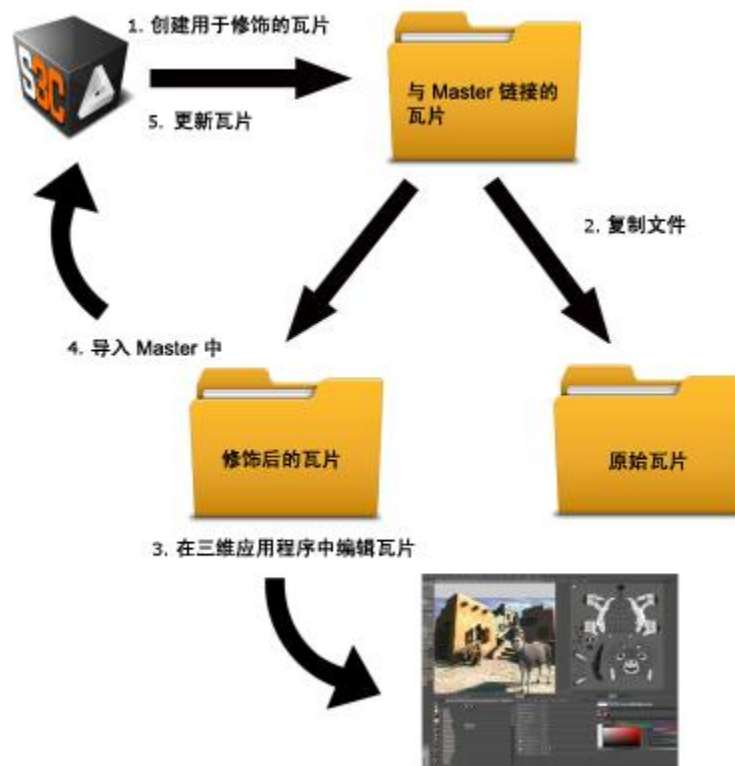 1. 创建用于修饰的瓦片
S3C
与 Master 链接的
瓦片
5. 更新瓦片
2. 复制文件
4. 导入 Master 中
修饰后的瓦片
原始瓦片
3. 在三维应用程序中编辑瓦片